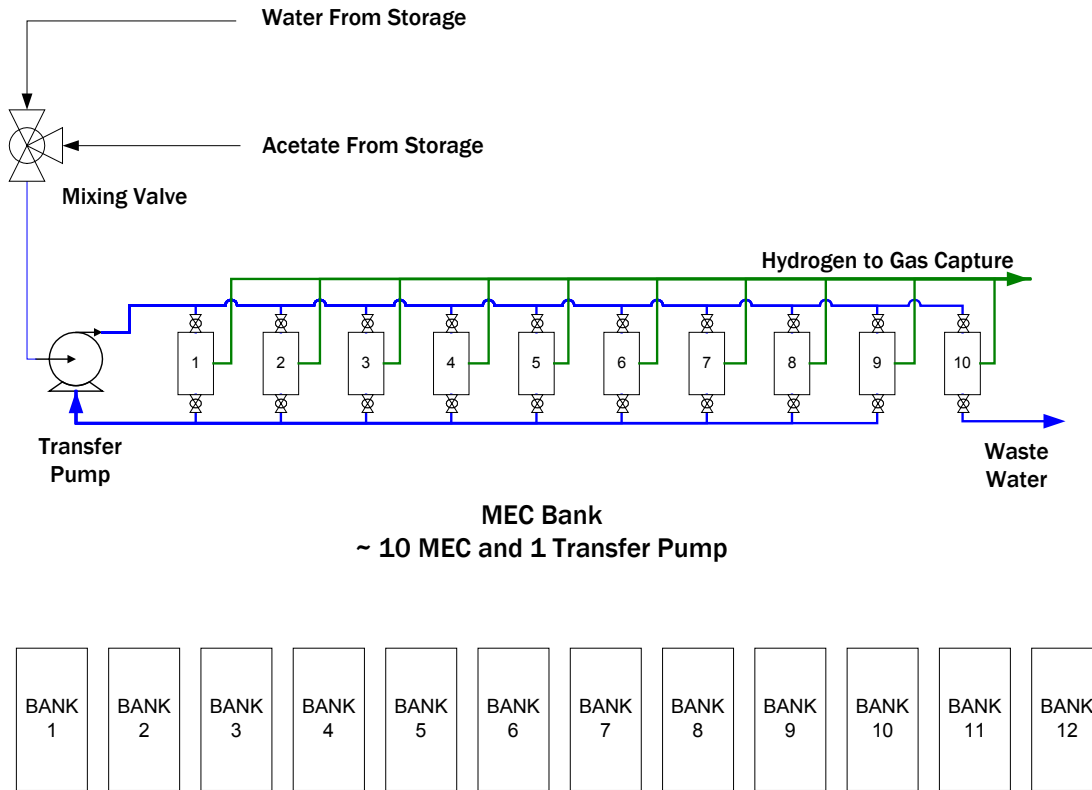 Water From Storage
Acetate From Storage
Mixing Valve
Hydrogen to Gas Capture
1
2
3
4
5
6
7
8
9
10
Transfer
Pump
Waste
Water
MEC Bank
~ 10 MEC and 1 Transfer Pump
BANK
1
BANK
2
BANK
3
BANK
4
BANK
5
BANK
6
BANK
7
BANK
8
BANK
9
BANK
10
BANK
11
BANK
12